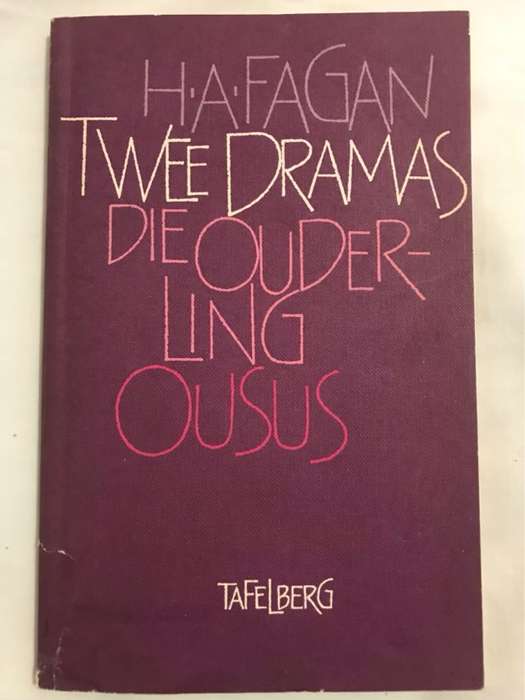 H·A·FAGAN
TWEE DRAMAS
DIE OUDER-
LING
OUSUS
TAFELBERG